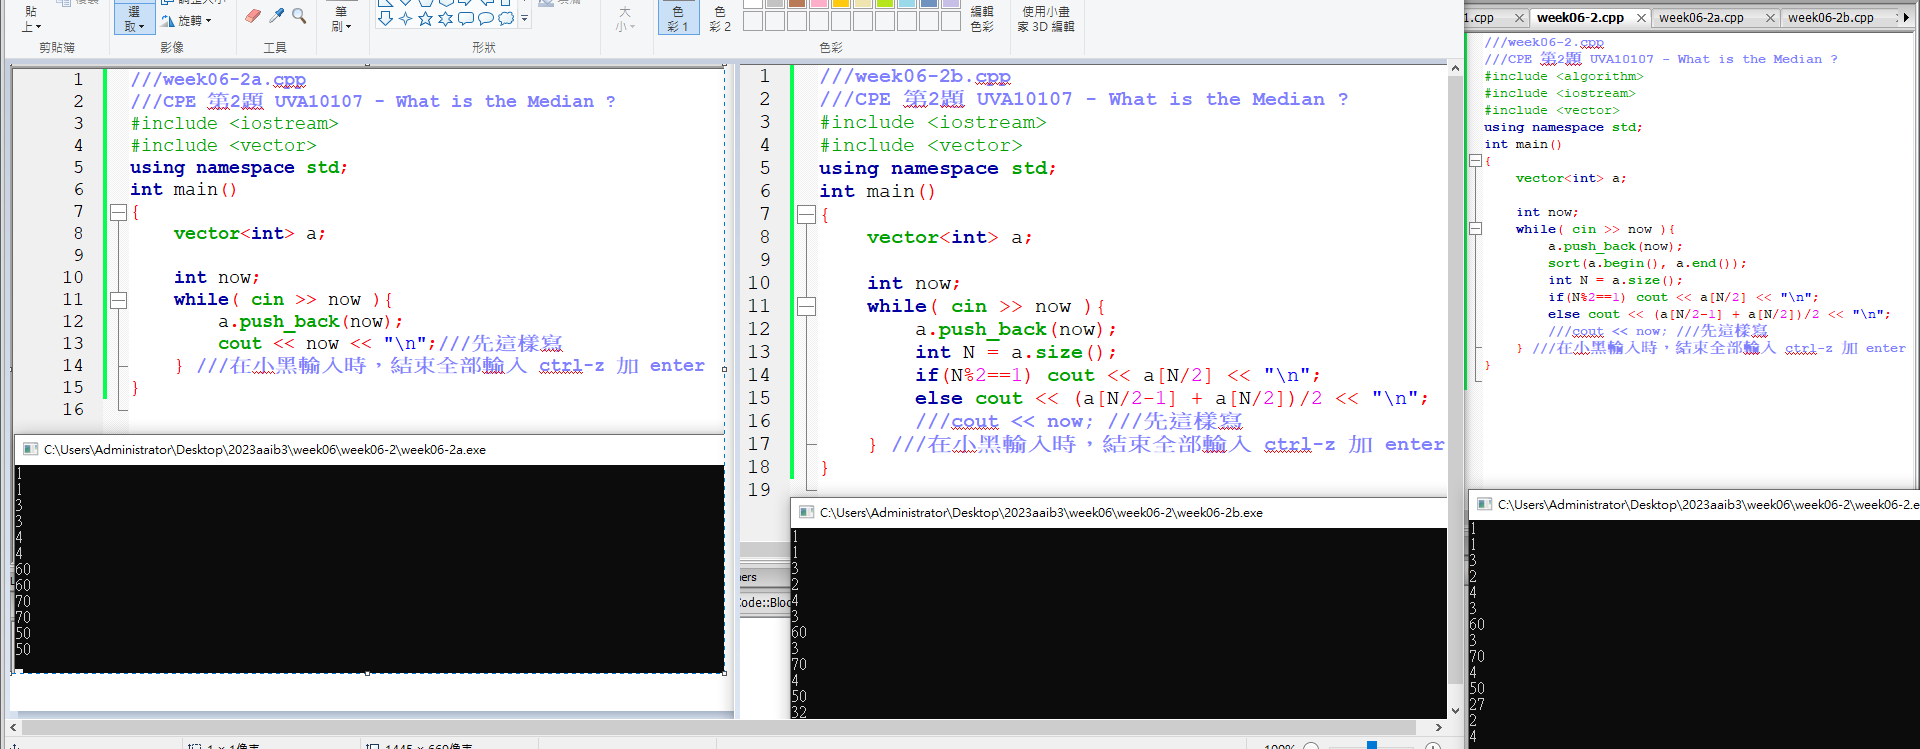 貼
上
選
取
旋轉
筆
刷
大
小
色
彩 1
色
彩 2
編輯
色彩
使用小畫
家 3D 編輯
剪貼簿
影像
工具
形狀
色彩
1 ///week06-2a.cpp
2 ///CPE 第2題 UVA10107 - What is the Median ?
3 #include <iostream>
4 #include <vector>
5 using namespace std;
6 int main()
7 {
8 vector<int> a;
9
10 int now;
11 while( cin >> now ){
12 a.push_back(now);
13 cout << now << "\n";///先這樣寫
14 } ///在小黑輸入時，結束全部輸入 ctrl-z 加 enter
15 }
16
C:\Users\Administrator\Desktop\2023aaib3\week06\week06-2\week06-2a.exe
1
1
3
3
4
4
60
60
70
70
50
50
1 ///week06-2b.cpp
2 ///CPE 第2題 UVA10107 - What is the Median ?
3 #include <iostream>
4 #include <vector>
5 using namespace std;
6 int main()
7 {
8 vector<int> a;
9
10 int now;
11 while( cin >> now ){
12 a.push_back(now);
13 int N = a.size();
14 if(N%2==1) cout << a[N/2] << "\n";
15 else cout << (a[N/2-1] + a[N/2])/2 << "\n";
16 ///cout << now; ///先這樣寫
17 } ///在小黑輸入時，結束全部輸入 ctrl-z 加 enter
18 }
19
C:\Users\Administrator\Desktop\2023aaib3\week06\week06-2\week06-2b.exe
1
1
3
2
4
3
60
3
70
4
50
32
1.cpp
week06-2.cpp
week06-2a.cpp
week06-2b.cpp
///week06-2.cpp
///CPE 第2題 UVA10107 - What is the Median ?
#include <algorithm>
#include <iostream>
#include <vector>
using namespace std;
int main()
{
vector<int> a;
int now;
while( cin >> now ){
a.push_back(now);
sort(a.begin(), a.end());
int N = a.size();
if(N%2==1) cout << a[N/2] << "\n";
else cout << (a[N/2-1] + a[N/2])/2 << "\n";
///cout << now; ///先這樣寫
} ///在小黑輸入時，結束全部輸入 ctrl-z 加 enter
}
C:\Users\Administrator\Desktop\2023aaib3\week06\week06-2\week06-2.e
1
1
3
2
4
3
60
3
70
4
50
27
2
4
ners
Code::Bloc
1 × 1像素
1445 × 660像素
100%